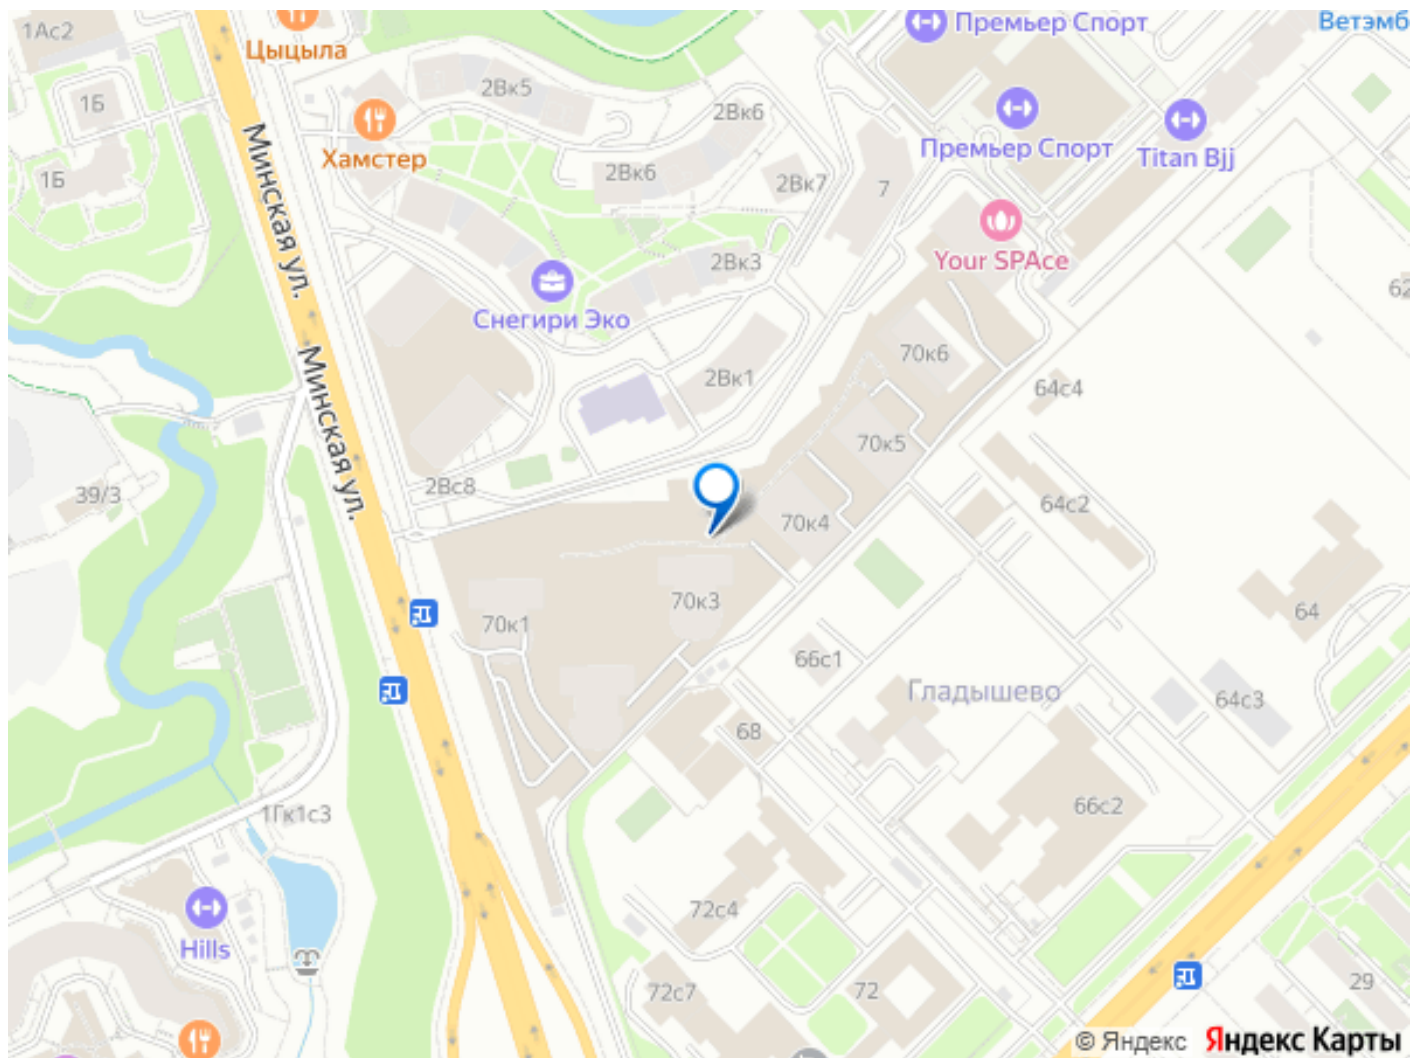 1Ас2
Цыцыла
Премьер Спорт
Ветэмб
1Б
2Вк5
2Вк6
Хамстер
Премьер Спорт
Titan Bjj
Минская ул.
1Б
2Вк6
2Вк7
7
Your SPAce
2Вк3
62
Снегири Эко
70к6
Минская ул.
2Вк1
64с4
70к5
39/3
2Вс8
64с2
70к4
70к3
70к1
64
66с1
Гладышево
64с3
68
66с2
1Гк1с3
72с4
Hills
72с7
72
29
© Яндекс Яндекс Карты